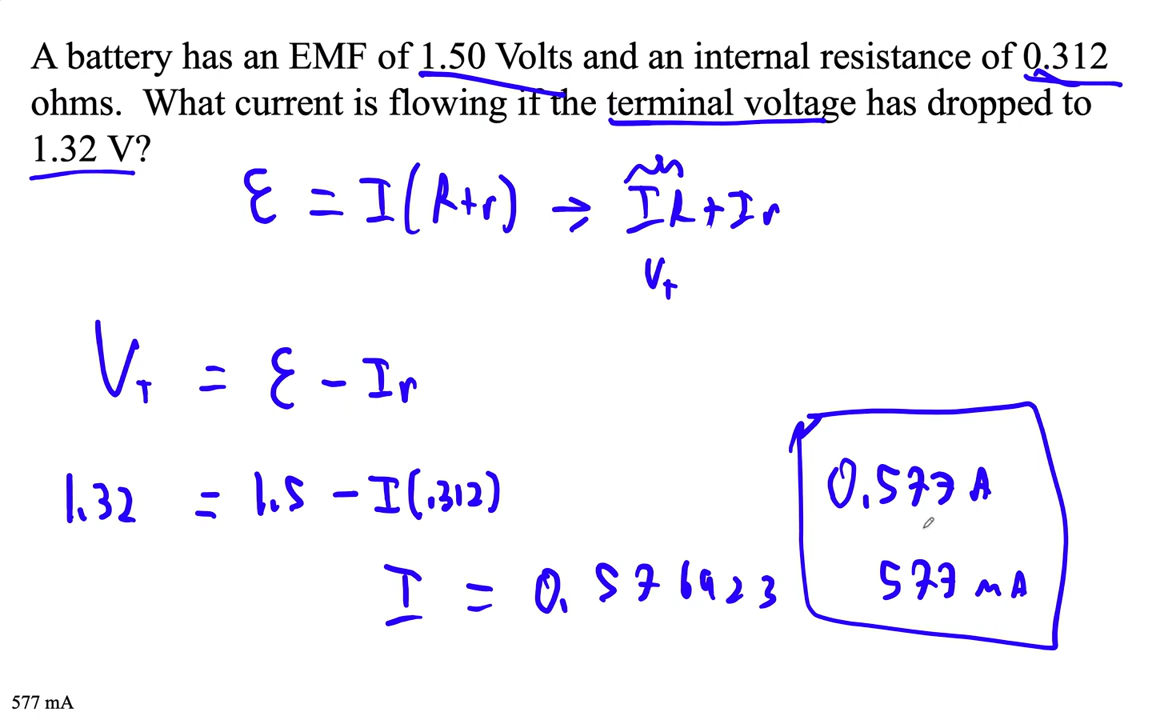 A battery has an EMF of 1.50 Volts and an internal resistance of 0.312
ohms. What current is flowing if the terminal voltage has dropped to
1.32 V?
ε = I(R+r) → IR+Ir
V_T
V_T = ε - Ir
1.32 = 1.5 - I(.312)
I = 0.576923
0.577 A
577 mA
577 mA